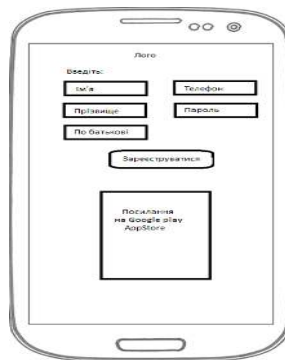 Лого
Введіть:
Ім'я
Телефон
Прізвище
Пароль
По батькові
Зареєструватися
Посилання
на Google play
AppStore